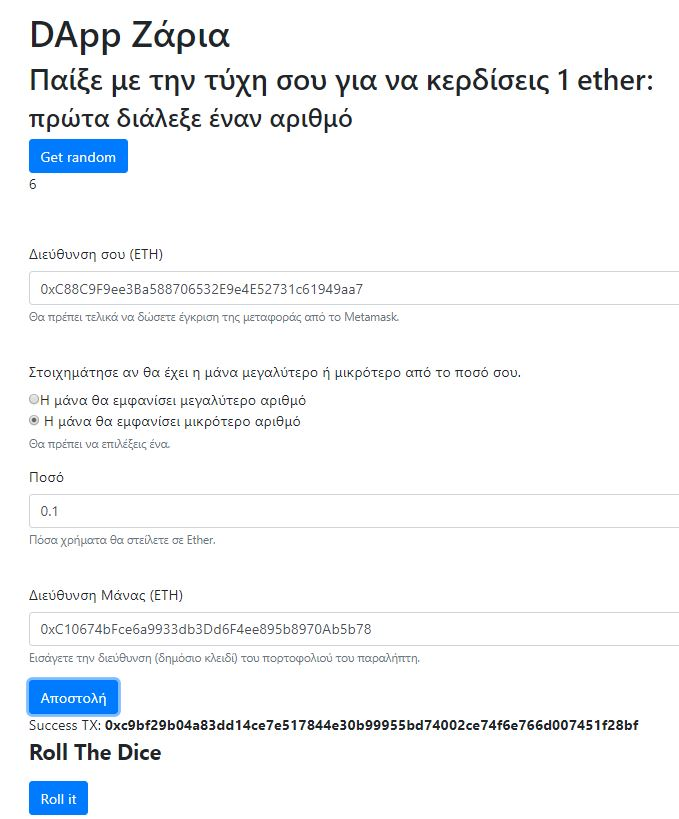 DApp Ζάρια
Παίξε με την τύχη σου για να κερδίσεις 1 ether:
πρώτα διάλεξε έναν αριθμό
Get random
6
Διεύθυνση σου (ETH)
0xC88C9F9ee3Ba588706532E9e4E52731c61949aa7
Θα πρέπει τελικά να δώσετε έγκριση της μεταφοράς από το Metamask.
Στοιχημάτησε αν θα έχει η μάνα μεγαλύτερο ή μικρότερο από το ποσό σου.
Η μάνα θα εμφανίσει μεγαλύτερο αριθμό
Η μάνα θα εμφανίσει μικρότερο αριθμό
Θα πρέπει να επιλέξεις ένα.
Ποσό
0.1
Πόσα χρήματα θα στείλετε σε Ether.
Διεύθυνση Μάνας (ETH)
0xC10674bFce6a9933db3Dd6F4ee895b8970Ab5b78
Εισάγετε την διεύθυνση (δημόσιο κλειδί) του πορτοφολιού του παραλήπτη.
Αποστολή
Success TX: 0xc9bf29b04a83dd14ce7e517844e30b99955bd74002ce74f6e766d007451f28bf
Roll The Dice
Roll it